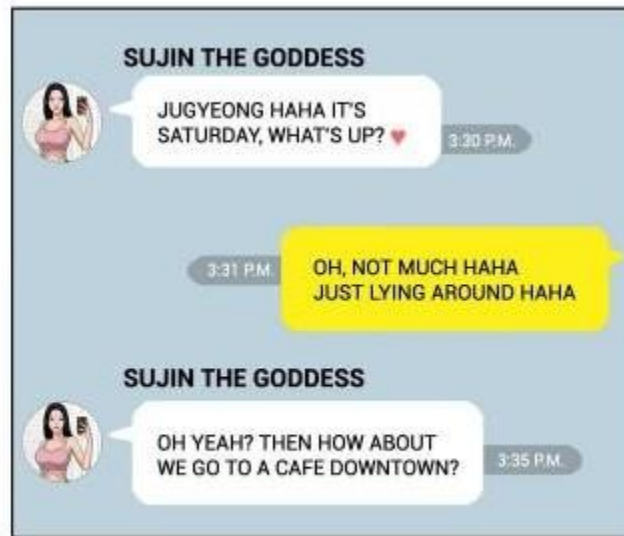 SUJIN THE GODDESS
JUGYEONG HAHA IT'S
SATURDAY, WHAT'S UP? ♥
3:30 P.M.
3:31 P.M.
OH, NOT MUCH HAHA
JUST LYING AROUND HAHA
SUJIN THE GODDESS
OH YEAH? THEN HOW ABOUT
WE GO TO A CAFE DOWNTOWN?
3:35 P.M.